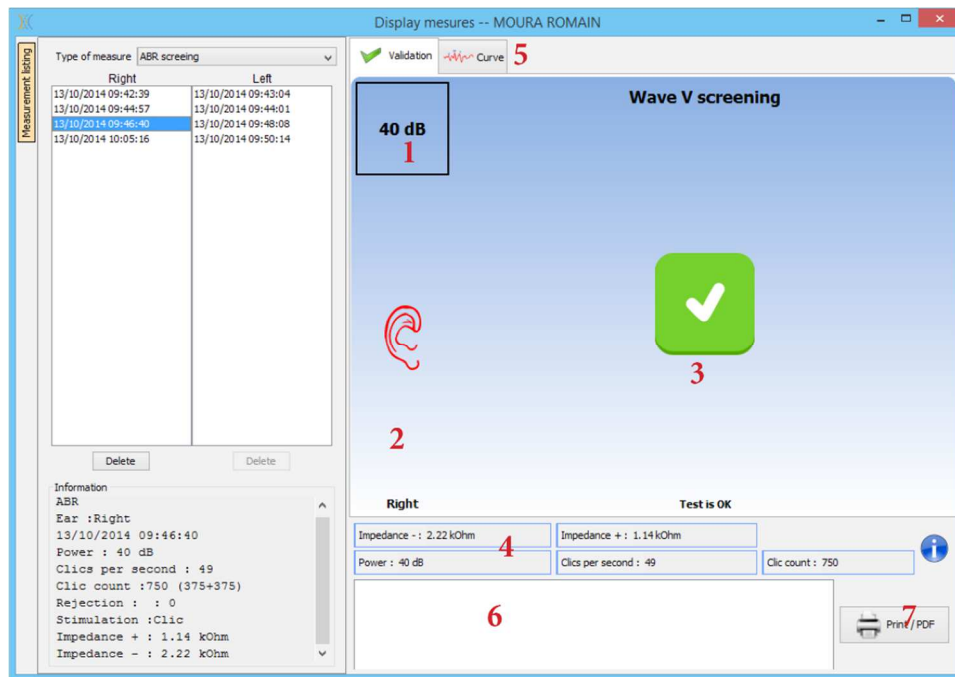 Display mesures -- MOURA ROMAIN
Measurement listing
Type of measure ABR screeing
Right Left
13/10/2014 09:42:39 13/10/2014 09:43:04
13/10/2014 09:44:57 13/10/2014 09:44:01
13/10/2014 09:46:40 13/10/2014 09:48:08
13/10/2014 10:05:16 13/10/2014 09:50:14
Delete Delete
Information
ABR
Ear :Right
13/10/2014 09:46:40
Power : 40 dB
Clics per second : 49
Clic count :750 (375+375)
Rejection : : 0
Stimulation :Clic
Impedance + : 1.14 kOhm
Impedance - : 2.22 kOhm
Validation Curve 5
Wave V screening
40 dB
1
3
2
Right Test is OK
Impedance - : 2.22 kOhm Impedance + : 1.14 kOhm
4
Power : 40 dB Clics per second : 49 Clic count : 750
6
7
Print / PDF